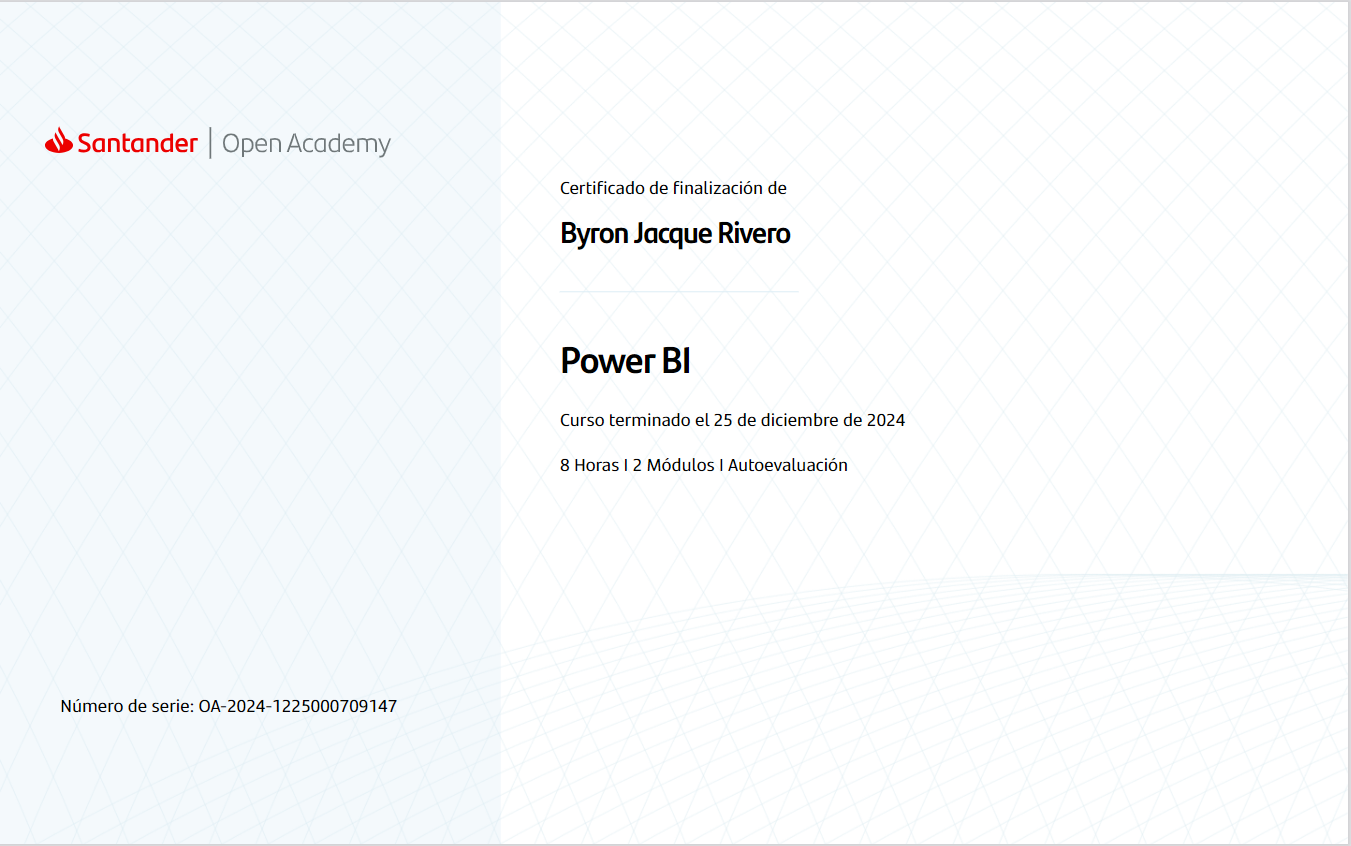 Santander | Open Academy
Certificado de finalización de
Byron Jacque Rivero
Power BI
Curso terminado el 25 de diciembre de 2024
8 Horas I 2 Módulos I Autoevaluación
Número de serie: OA-2024-1225000709147